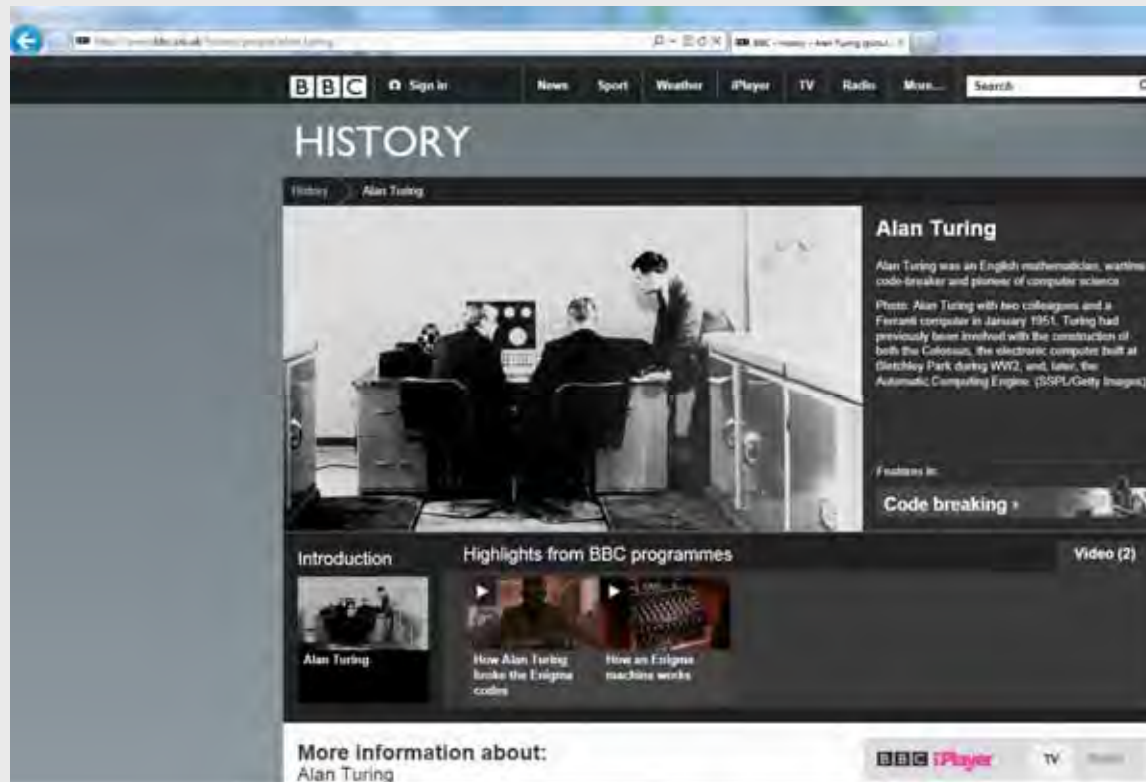 BBC - History - Alan Turing
BBC Sign in News Sport Weather iPlayer TV Radio More... Search
HISTORY
History Alan Turing
Alan Turing
Alan Turing was an English mathematician, wartime
code-breaker and pioneer of computer science
Photo: Alan Turing with two colleagues and a
Ferranti computer in January 1951. Turing had
previously been involved with the construction of
both the Colossus, the electronic computer built at
Bletchley Park during WW2, and, later, the
Automatic Computing Engine. (SSPL/Getty Images)
Features in:
Code breaking ›
Introduction
Highlights from BBC programmes
Video (2)
Alan Turing
How Alan Turing
broke the Enigma
codes
How an Enigma
machine works
More information about:
Alan Turing
BBC iPlayer TV